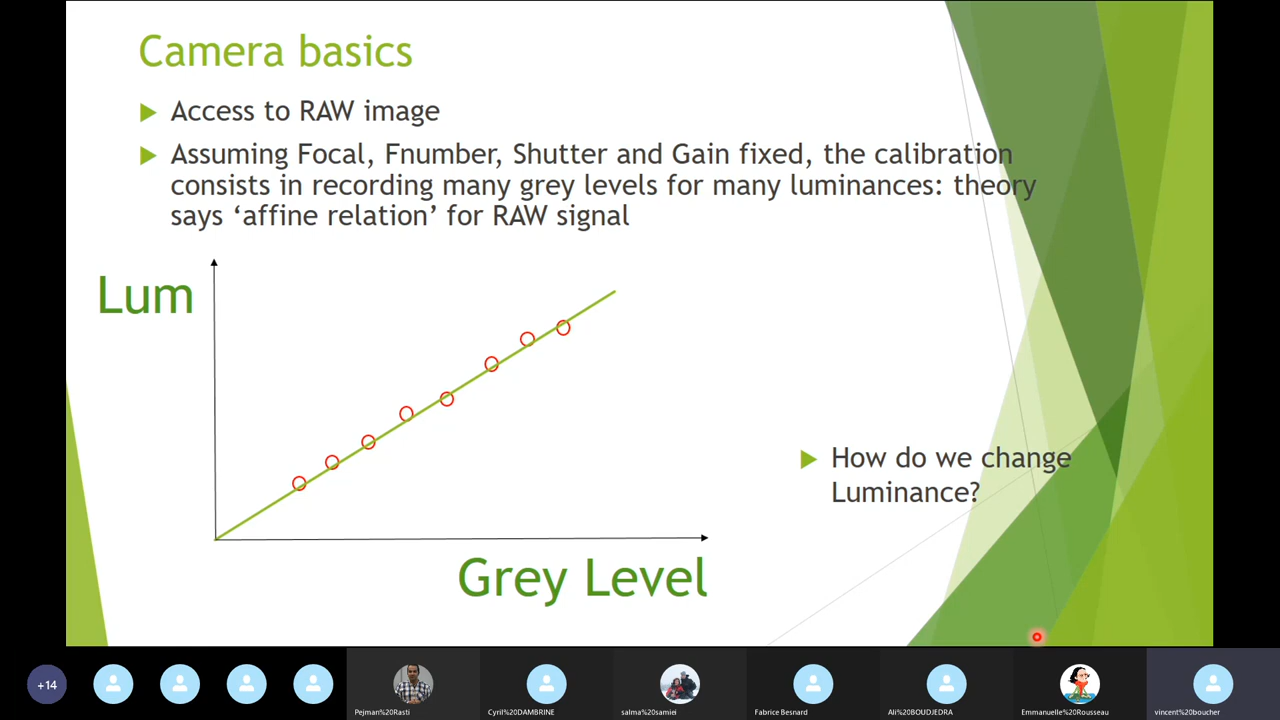 Camera basics
Access to RAW image
Assuming Focal, Fnumber, Shutter and Gain fixed, the calibration
consists in recording many grey levels for many luminances: theory
says ‘affine relation’ for RAW signal
Lum
Grey Level
How do we change
Luminance?
+14
Pejman%20Rasti
Cyril%20DAMBRINE
salma%20samiei
Fabrice Besnard
Ali%20BOUDJEDRA
Emmanuelle%20Rousseau
vincent%20boucher